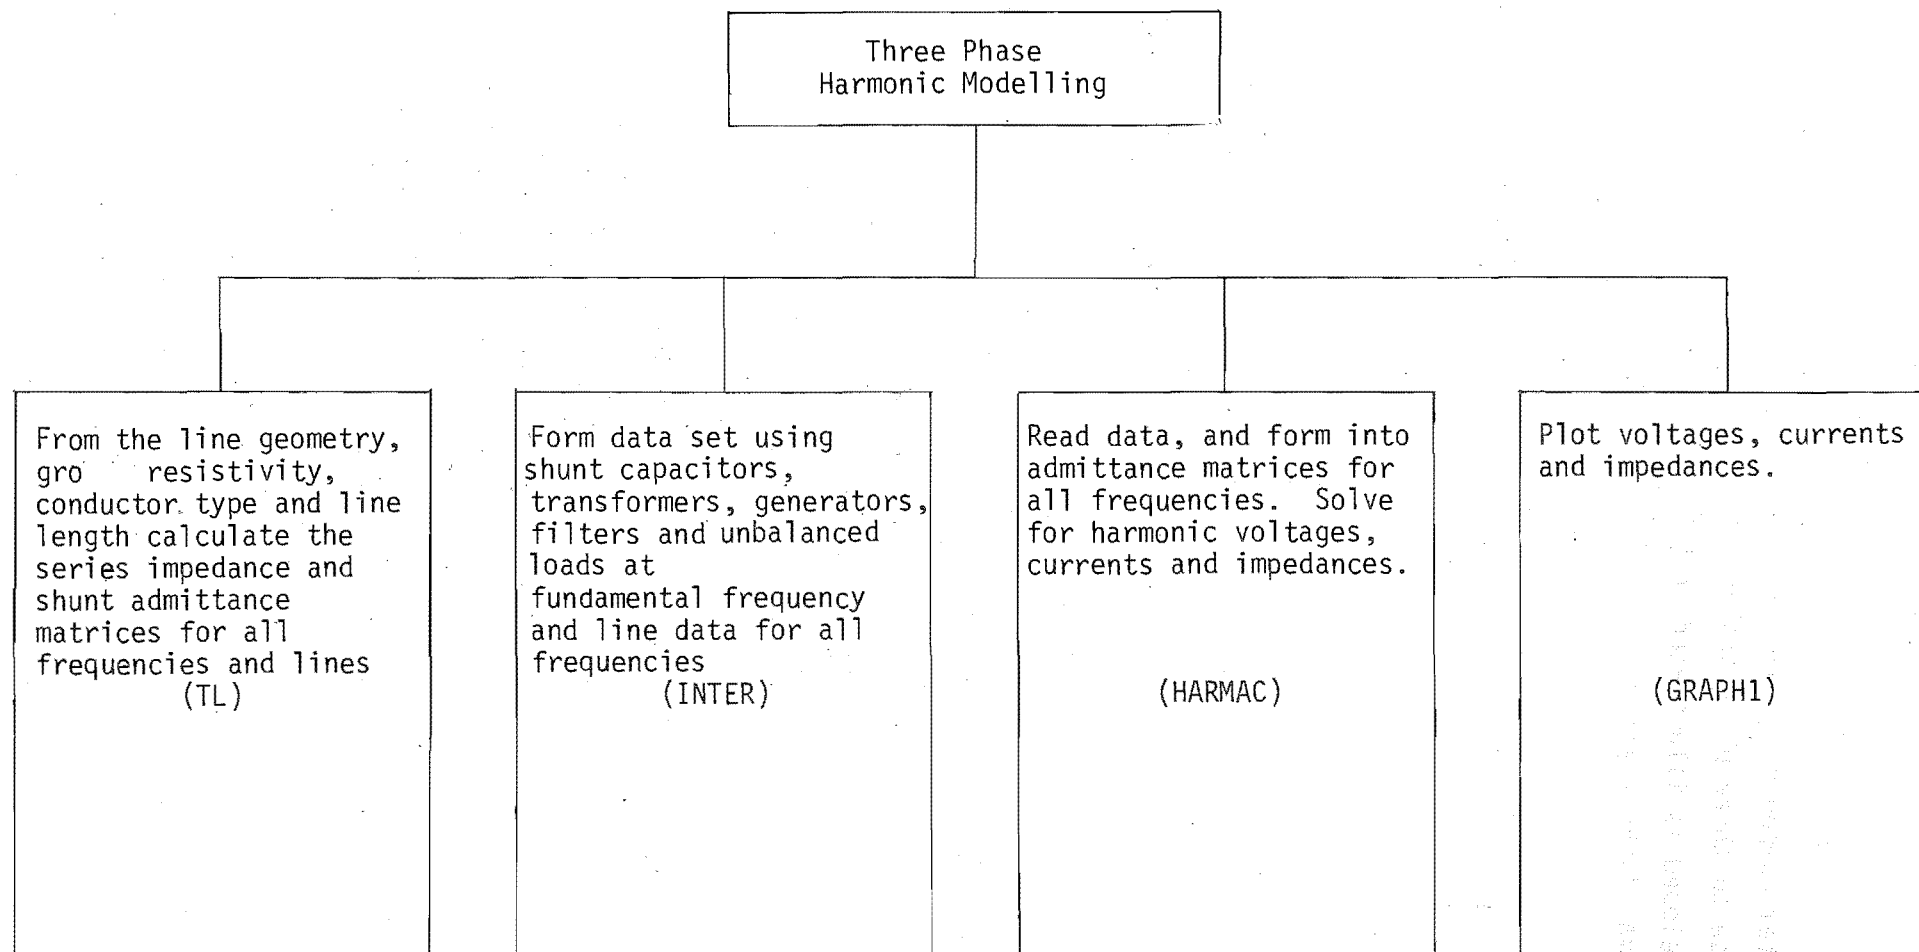 Three Phase
Harmonic Modelling
From the line geometry,
gro resistivity,
conductor type and line
length calculate the
series impedance and
shunt admittance
matrices for all
frequencies and lines
(TL)
Form data set using
shunt capacitors,
transformers, generators,
filters and unbalanced
loads at
fundamental frequency
and line data for all
frequencies
(INTER)
Read data, and form into
admittance matrices for
all frequencies. Solve
for harmonic voltages,
currents and impedances.
(HARMAC)
Plot voltages, currents
and impedances.
(GRAPH1)